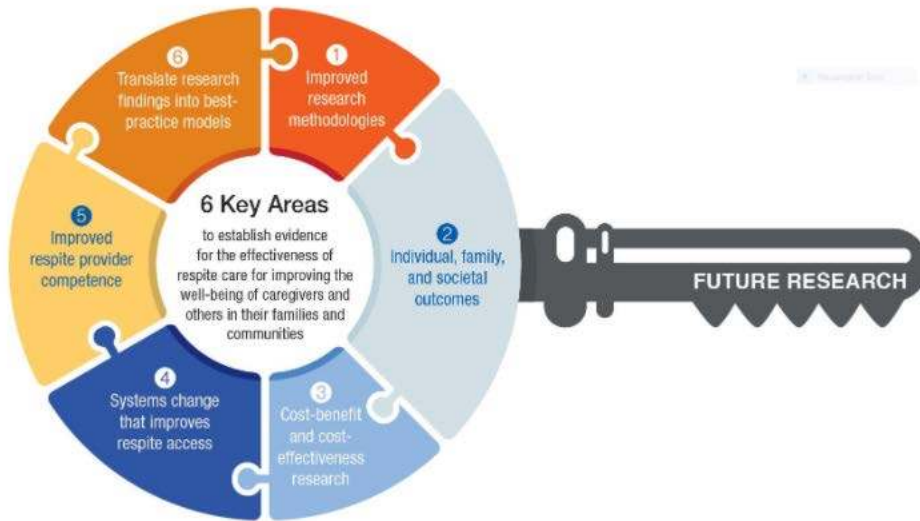 6 Key Areas
to establish evidence
for the effectiveness of
respite care for improving the
well-being of caregivers and
others in their families and
communities
1
Improved
research
methodologies
2
Individual, family,
and societal
outcomes
3
Cost-benefit
and cost-
effectiveness
research
4
Systems change
that improves
respite access
5
Improved
respite provider
competence
6
Translate research
findings into best-
practice models
FUTURE RESEARCH